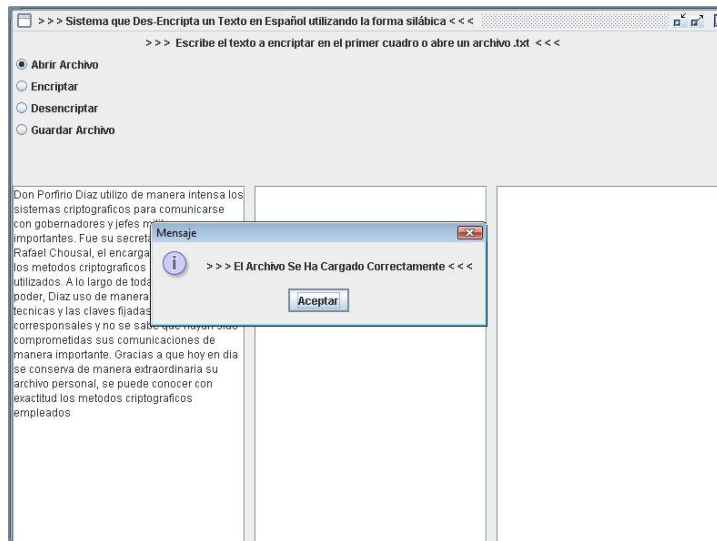 > > > Sistema que Des-Encripta un Texto en Español utilizando la forma silábica < < <
> > > Escribe el texto a encriptar en el primer cuadro o abre un archivo .txt < < <
Abrir Archivo
Encriptar
Desencriptar
Guardar Archivo
Don Porfirio Diaz utilizo de manera intensa los
sistemas criptograficos para comunicarse
con gobernadores y jefes
importantes. Fue su
Rafael Chousal, el
los metodos criptograficos
utilizados. A lo largo de
poder, Diaz uso de manera
tecnicas y las claves fijadas
corresponsales y no se sabe que hayan sido
comprometidas sus comunicaciones de
manera importante. Gracias a que hoy en dia
se conserva de manera extraordinaria su
archivo personal, se puede conocer con
exactitud los metodos criptograficos
empleados
Mensaje
> > > El Archivo Se Ha Cargado Correctamente < < <
Aceptar